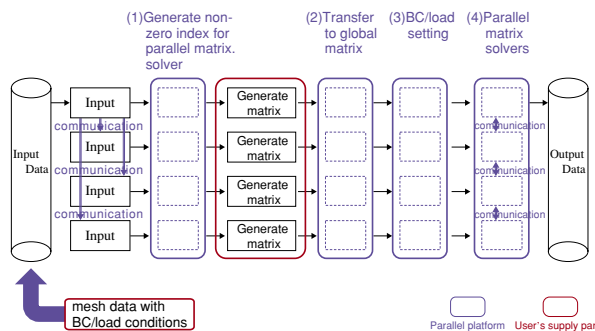 (1)Generate non-
zero index for
parallel matrix.
solver
(2)Transfer
to global
matrix
(3)BC/load
setting
(4)Parallel
matrix
solvers
Input
Data
Input
communication
Input
communication
Input
communication
Input
Generate
matrix
Generate
matrix
Generate
matrix
Generate
matrix
communication
communication
communication
Output
Data
mesh data with
BC/load conditions
Parallel platform
User's supply par